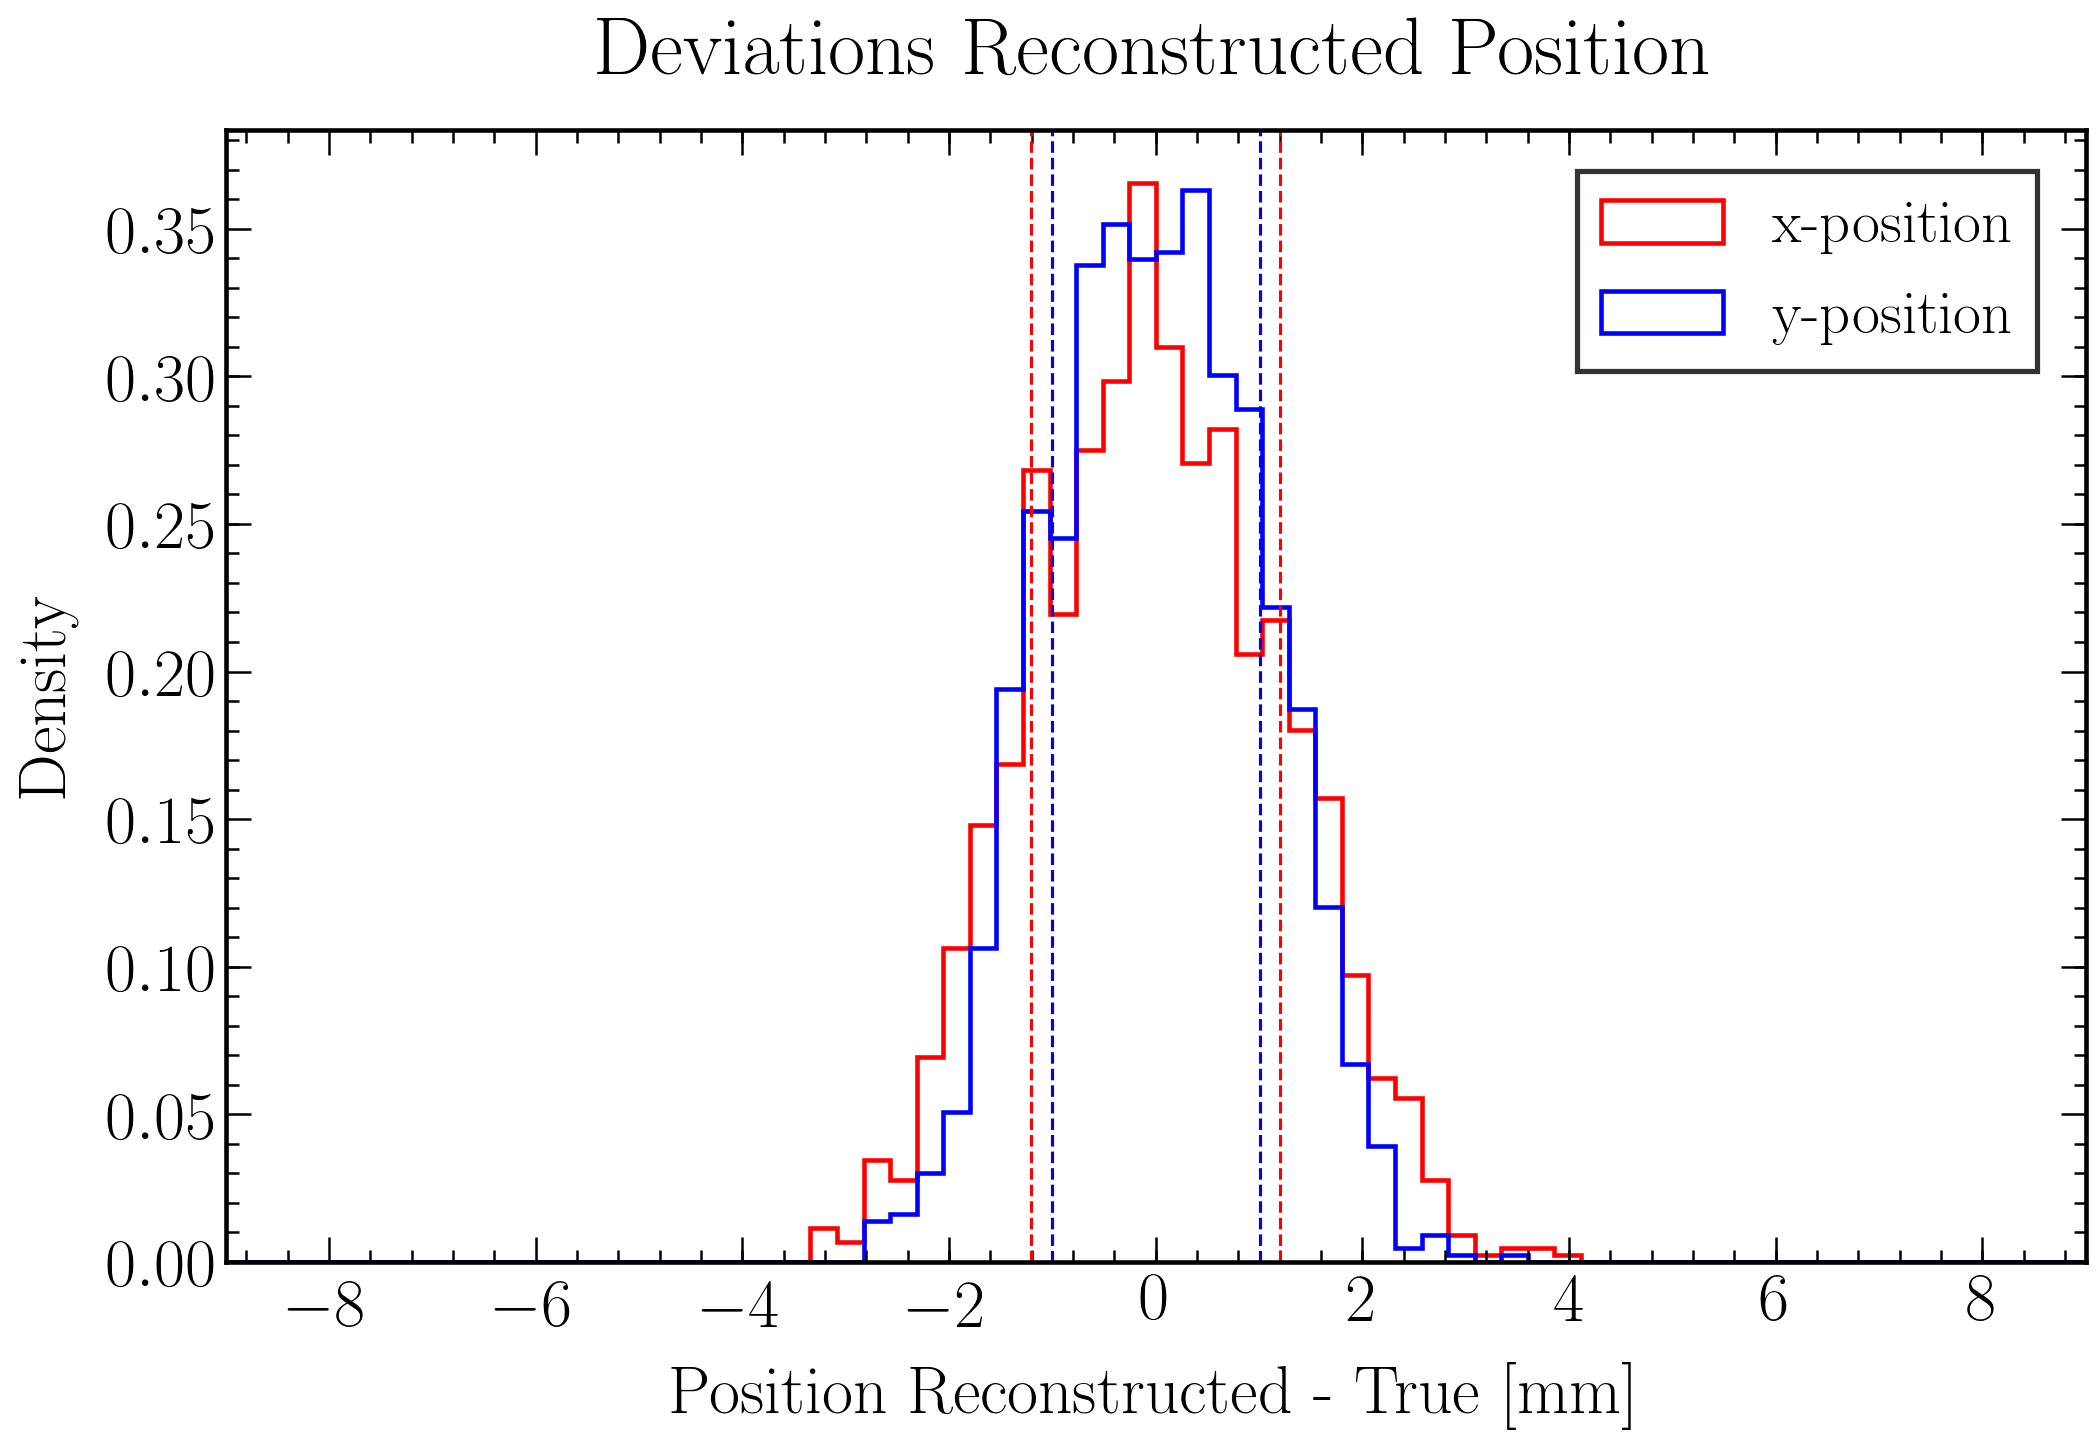 Deviations Reconstructed Position
x-position
y-position
Density
0.35
0.30
0.25
0.20
0.15
0.10
0.05
0.00
−8 −6 −4 −2 0 2 4 6 8
Position Reconstructed - True [mm]